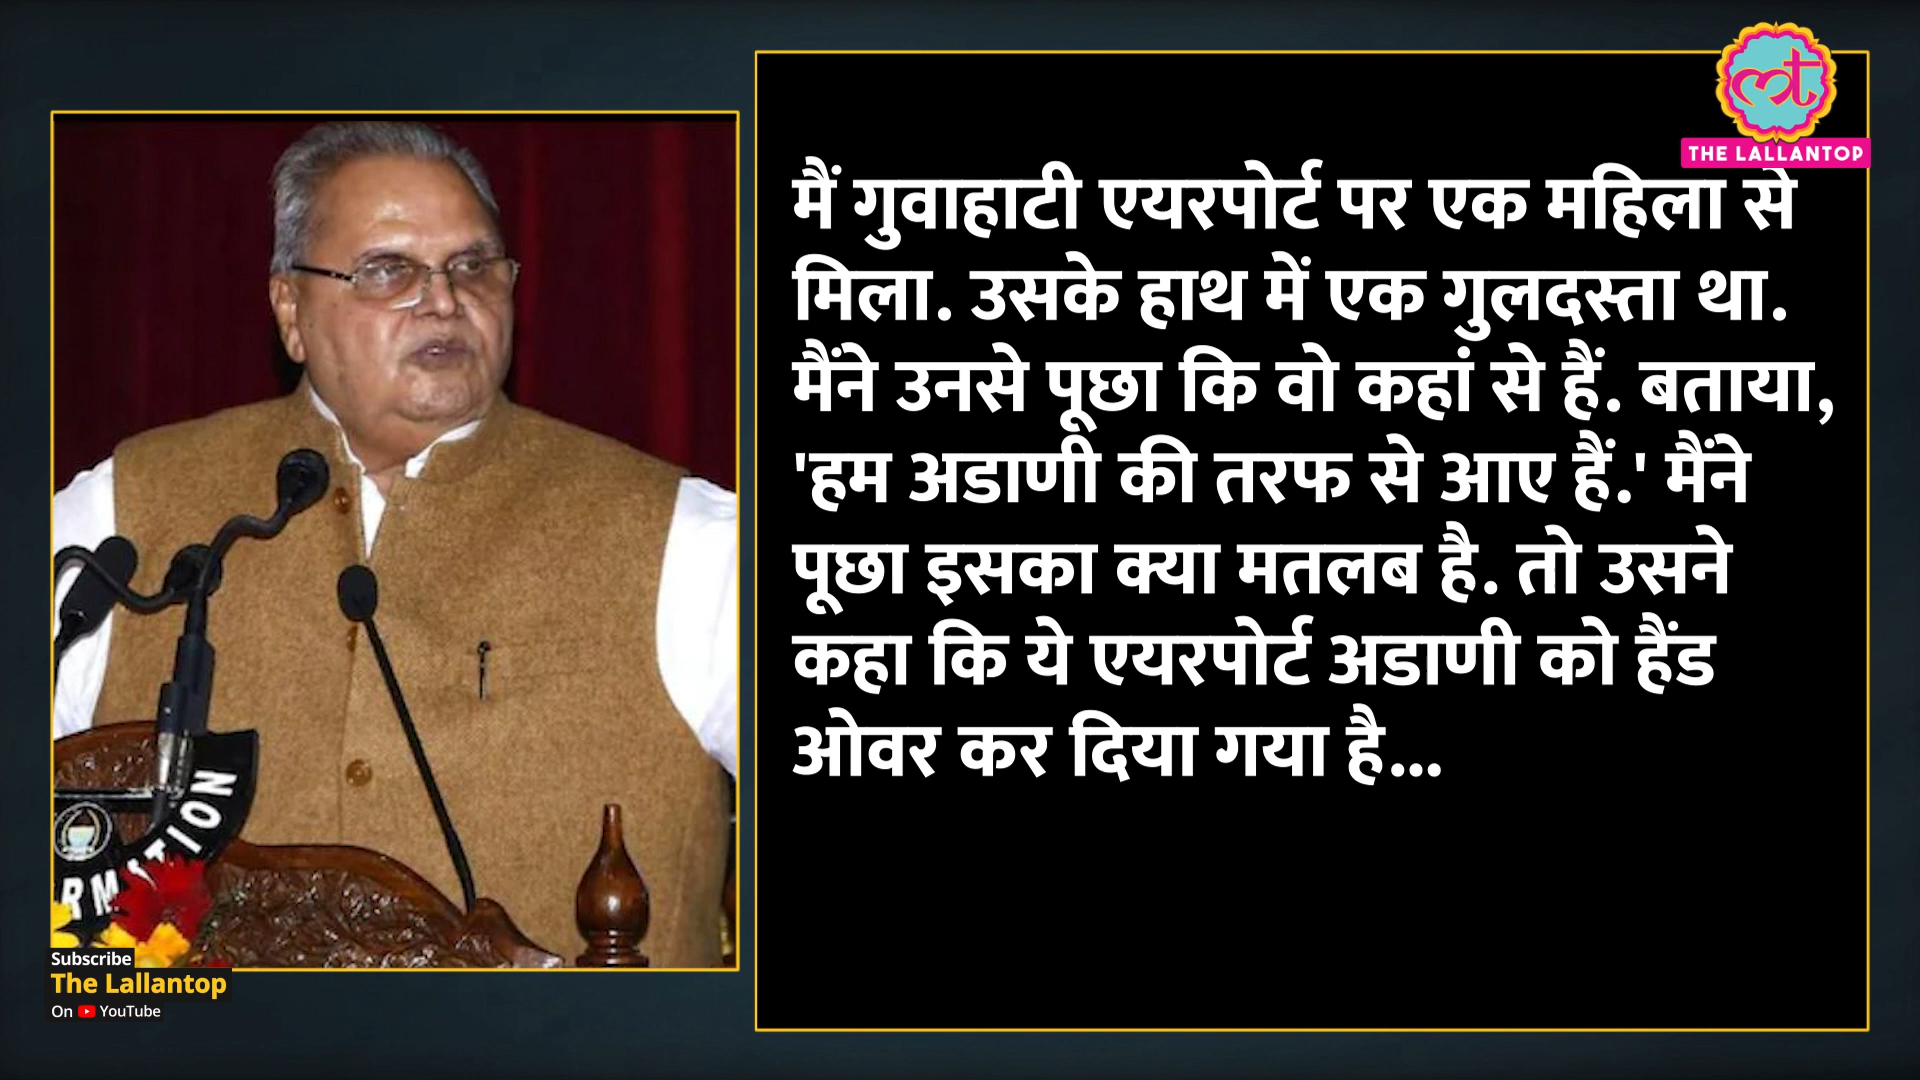 THE LALLANTOP
मैं गुवाहाटी एयरपोर्ट पर एक महिला से
मिला. उसके हाथ में एक गुलदस्ता था.
मैंने उनसे पूछा कि वो कहां से हैं. बताया,
'हम अडाणी की तरफ से आए हैं.' मैंने
पूछा इसका क्या मतलब है. तो उसने
कहा कि ये एयरपोर्ट अडाणी को हैंड
ओवर कर दिया गया है...
Subscribe
The Lallantop
On YouTube